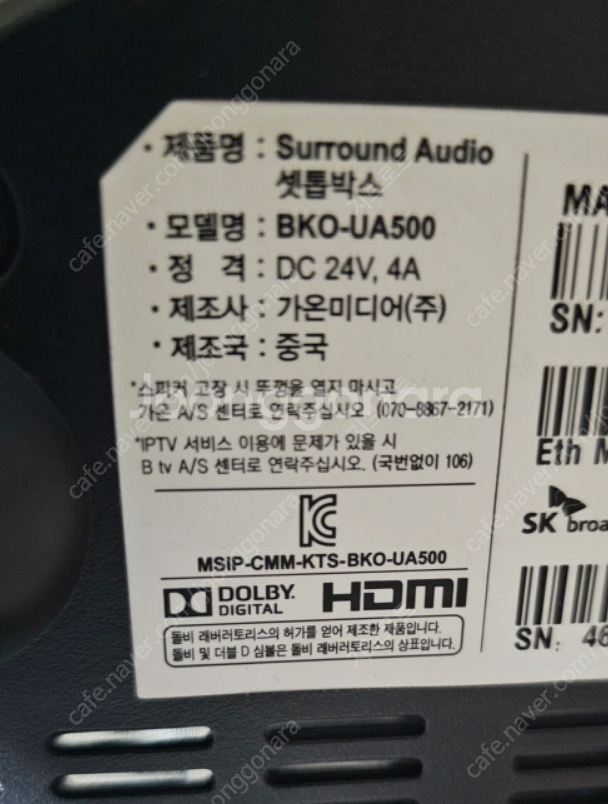 · 제품명 : Surround Audio
셋톱박스
· 모델명 : BKO-UA500
· 정 격 : DC 24V, 4A
· 제조사 : 가온미디어(주)
· 제조국 : 중국
*스피커 고장 시 뚜껑을 열지 마시고
가온 A/S 센터로 연락주십시오 (070-8867-2171)
*IPTV 서비스 이용에 문제가 있을 시
B tv A/S 센터로 연락주십시오. (국번없이 106)
MSIP-CMM-KTS-BKO-UA500
DOLBY
DIGITAL
HDMI
돌비 래버러토리스의 허가를 얻어 제조한 제품입니다.
돌비 및 더블 D 심볼은 돌비 래버러토리스의 상표입니다.
MA
SN:
Eth M
SK broa
SN: 46
Joonggonara
cafe.naver.com/joonggonara